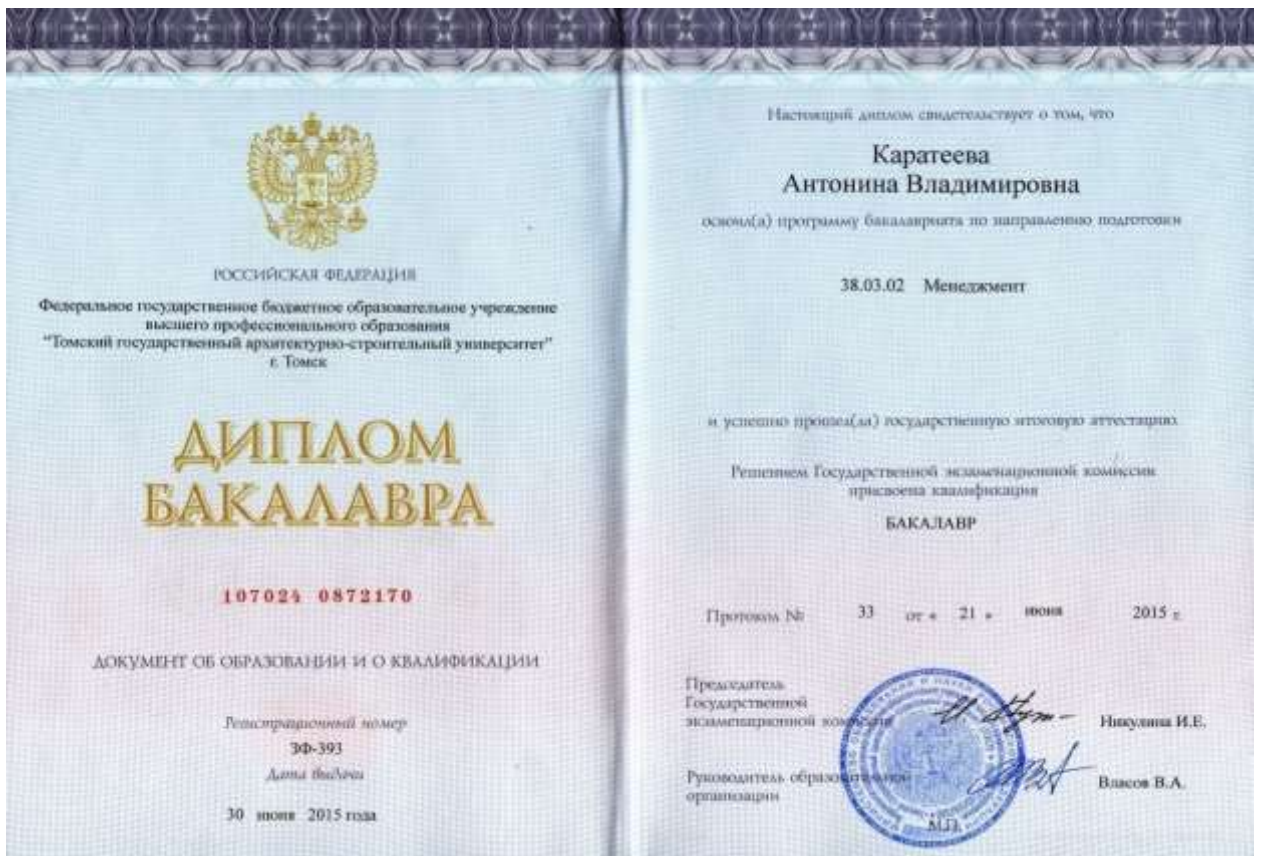 РОССИЙСКАЯ ФЕДЕРАЦИЯ
Федеральное государственное бюджетное образовательное учреждение
высшего профессионального образования
"Томский государственный архитектурно-строительный университет"
г. Томск
ДИПЛОМ
БАКАЛАВРА
107024 0872170
ДОКУМЕНТ ОБ ОБРАЗОВАНИИ И О КВАЛИФИКАЦИИ
Регистрационный номер
ЗФ-393
Дата выдачи
30 июня 2015 года
Настоящий диплом свидетельствует о том, что
Каратеева
Антонина Владимировна
освоил(а) программу бакалавриата по направлению подготовки
38.03.02 Менеджмент
и успешно прошел(ла) государственную итоговую аттестацию
Решением Государственной экзаменационной комиссии
присвоена квалификация
БАКАЛАВР
Протокол № 33 от « 21 » июня 2015 г.
Председатель
Государственной
экзаменационной комиссии
Никулина И.Е.
Руководитель образовательной
организации
Власов В.А.
М.П.